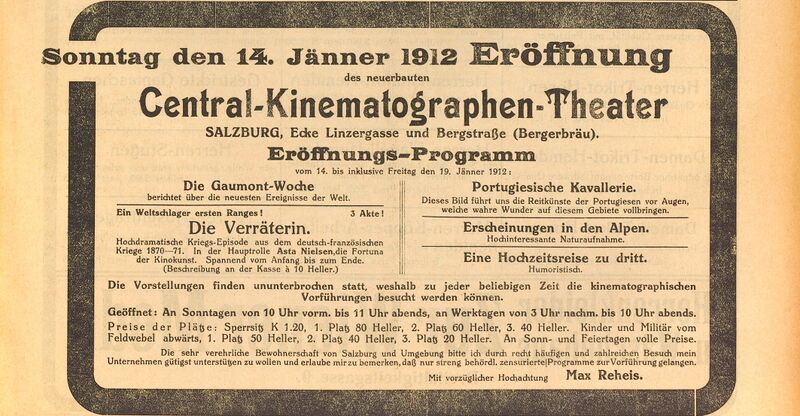 Sonntag den 14. Jänner 1912 Eröffnung
des neuerbauten
Central-Kinematographen-Theater
SALZBURG, Ecke Linzergasse und Bergstraße (Bergerbräu).
Eröffnungs-Programm
vom 14. bis inklusive Freitag den 19. Jänner 1912:
Die Gaumont-Woche
berichtet über die neuesten Ereignisse der Welt.
Ein Weltschlager ersten Ranges! 3 Akte!
Die Verräterin.
Hochdramatische Kriegs-Episode aus dem deutsch-französischen
Kriege 1870—71. In der Hauptrolle Asta Nielsen, die Fortuna
der Kinokunst. Spannend vom Anfang bis zum Ende.
(Beschreibung an der Kasse à 10 Heller.)
Portugiesische Kavallerie.
Dieses Bild führt uns die Reitkünste der Portugiesen vor Augen,
welche wahre Wunder auf diesem Gebiete vollbringen.
Erscheinungen in den Alpen.
Hochinteressante Naturaufnahme.
Eine Hochzeitsreise zu dritt.
Humoristisch.
Die Vorstellungen finden ununterbrochen statt, weshalb zu jeder beliebigen Zeit die kinematographischen
Vorführungen besucht werden können.
Geöffnet: An Sonntagen von 10 Uhr vorm. bis 11 Uhr abends, an Werktagen von 3 Uhr nachm. bis 10 Uhr abends.
Preise der Plätze: Sperrsitz K 1.20, 1. Platz 80 Heller, 2. Platz 60 Heller, 3. 40 Heller. Kinder und Militär vom
Feldwebel abwärts, 1. Platz 50 Heller, 2. Platz 40 Heller, 3. Platz 20 Heller. An Sonn- und Feiertagen volle Preise.
Die sehr verehrliche Bewohnerschaft von Salzburg und Umgebung bitte ich durch recht häufigen und zahlreichen Besuch mein
Unternehmen gütigst unterstützen zu wollen und erlaube mir zu bemerken, daß nur streng behördl. zensurierte Programme zur Vorführung gelangen.
Mit vorzüglicher Hochachtung Max Reheis.